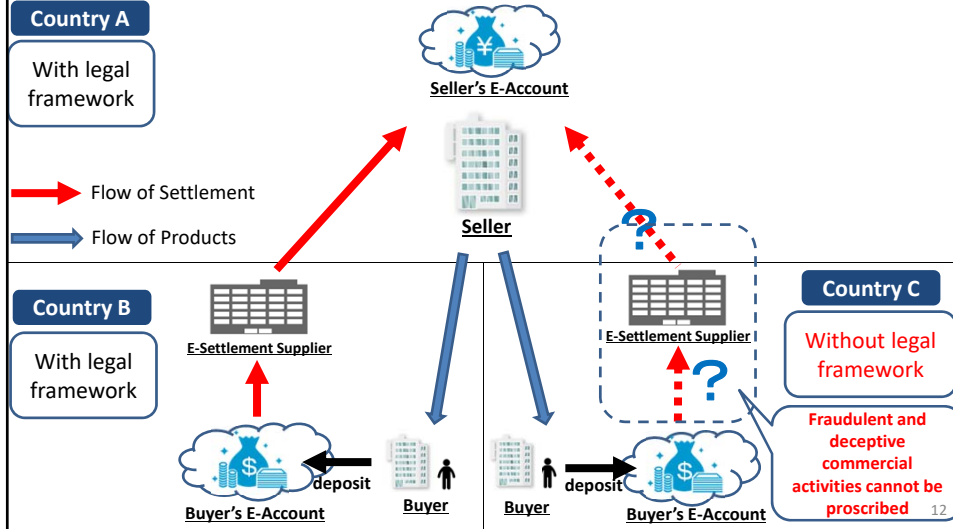 Country A
With legal
framework
¥
Seller's E-Account
Flow of Settlement
Flow of Products
Seller
?
Country B
With legal
framework
E-Settlement Supplier
$
deposit
Buyer's E-Account
Buyer
E-Settlement Supplier
?
Country C
Without legal
framework
Fraudulent and
deceptive
commercial
activities cannot be
proscribed
Buyer
deposit
$
Buyer's E-Account
12